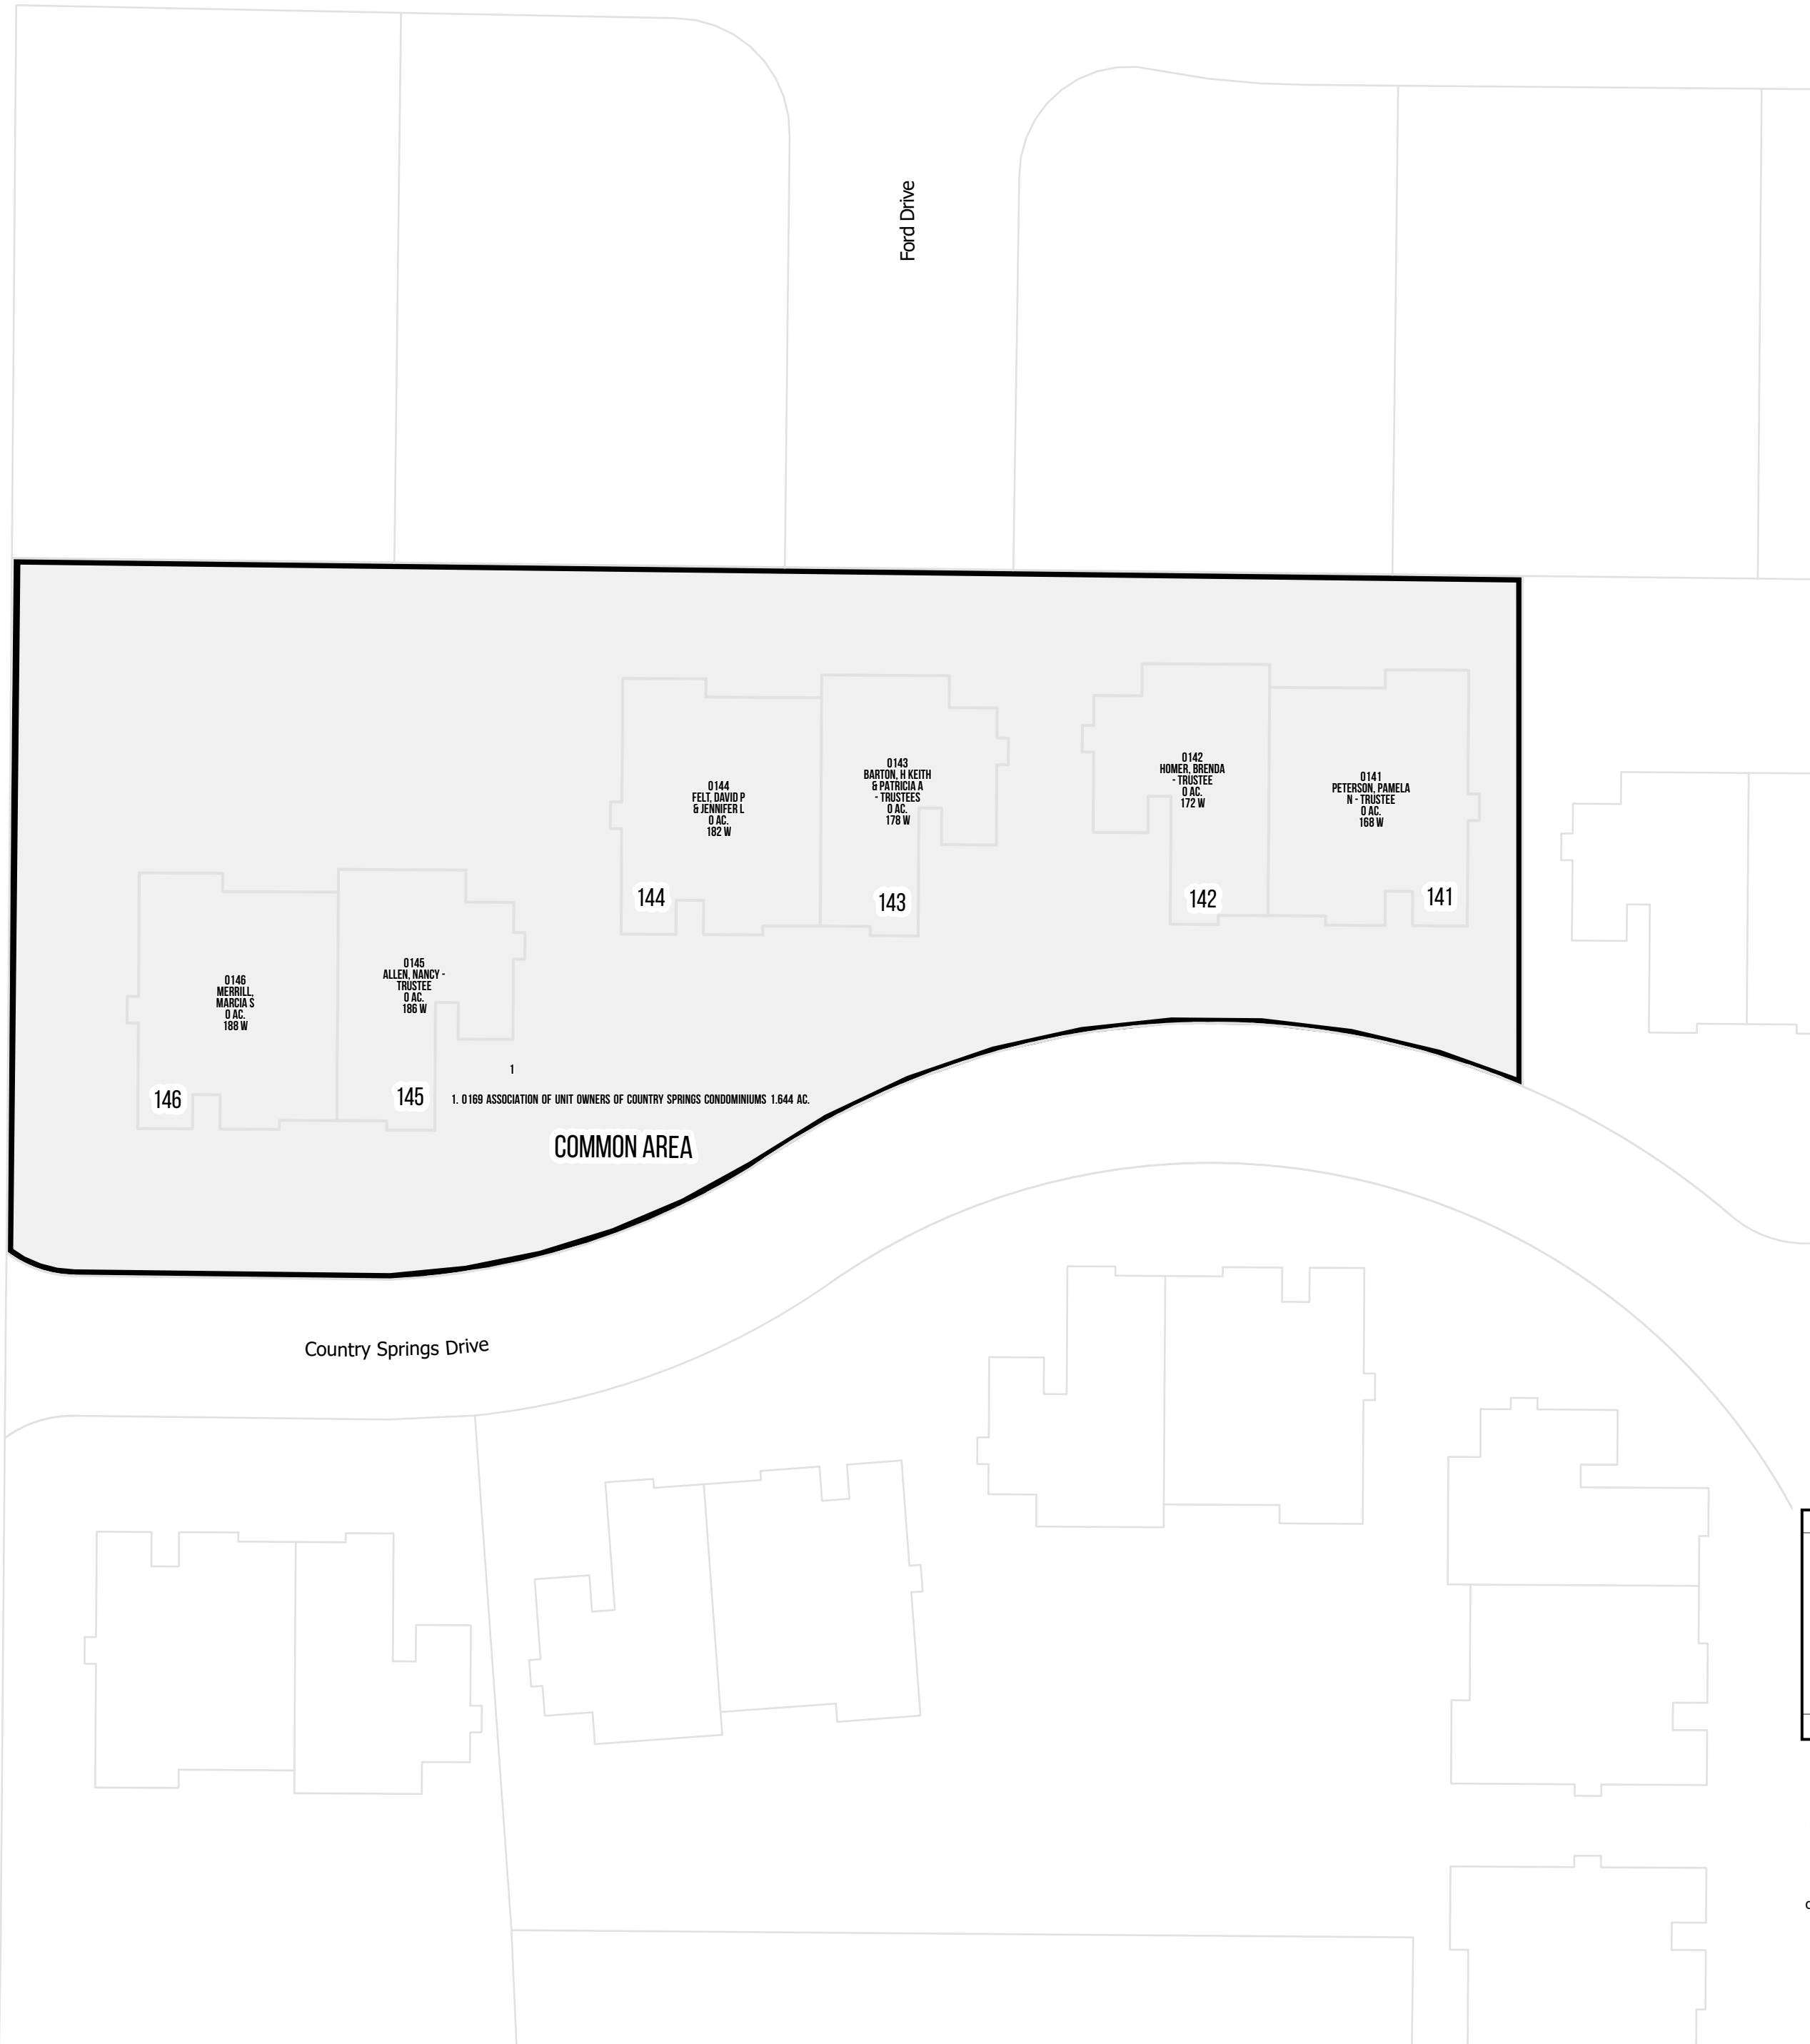 Ford Drive
0144
FELT, DAVID P
& JENNIFER L
0 AC.
182 W
0143
BARTON, H KEITH
& PATRICIA A
- TRUSTEES
0 AC.
178 W
0142
HOMER, BRENDA
- TRUSTEE
0 AC.
172 W
0141
PETERSON, PAMELA
N - TRUSTEE
0 AC.
168 W
144
143
142
141
0146
MERRILL,
MARCIA S
0 AC.
188 W
0145
ALLEN, NANCY -
TRUSTEE
0 AC.
186 W
146
145
1
1. 0169 ASSOCIATION OF UNIT OWNERS OF COUNTRY SPRINGS CONDOMINIUMS 1.644 AC.
COMMON AREA
Country Springs Drive